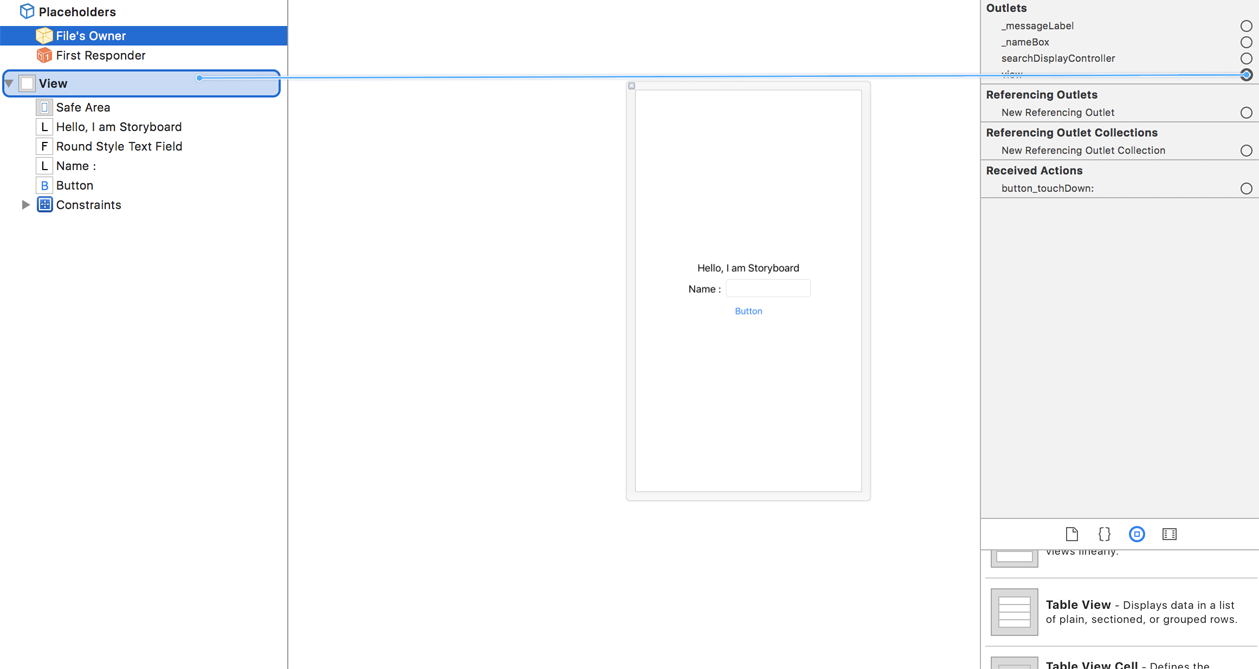 Placeholders
File's Owner
First Responder
View
Safe Area
L Hello, I am Storyboard
F Round Style Text Field
L Name :
B Button
Constraints
Hello, I am Storyboard
Name :
Button
Outlets
_messageLabel
_nameBox
searchDisplayController
view
Referencing Outlets
New Referencing Outlet
Referencing Outlet Collections
New Referencing Outlet Collection
Received Actions
button_touchDown:
{}
views linearly.
Table View - Displays data in a list
of plain, sectioned, or grouped rows.
Table View Cell - Defines the